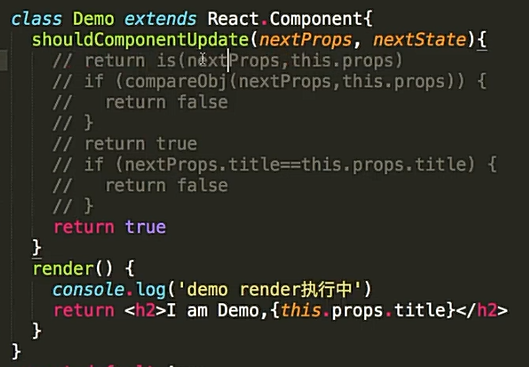 class Demo extends React.Component{
shouldComponentUpdate(nextProps, nextState){
// return is(nextProps,this.props)
// if (compareObj(nextProps,this.props)) {
//   return false
// }
// return true
// if (nextProps.title==this.props.title) {
//   return false
// }
return true
}
render() {
console.log('demo render执行中')
return <h2>I am Demo,{this.props.title}</h2>
}
}